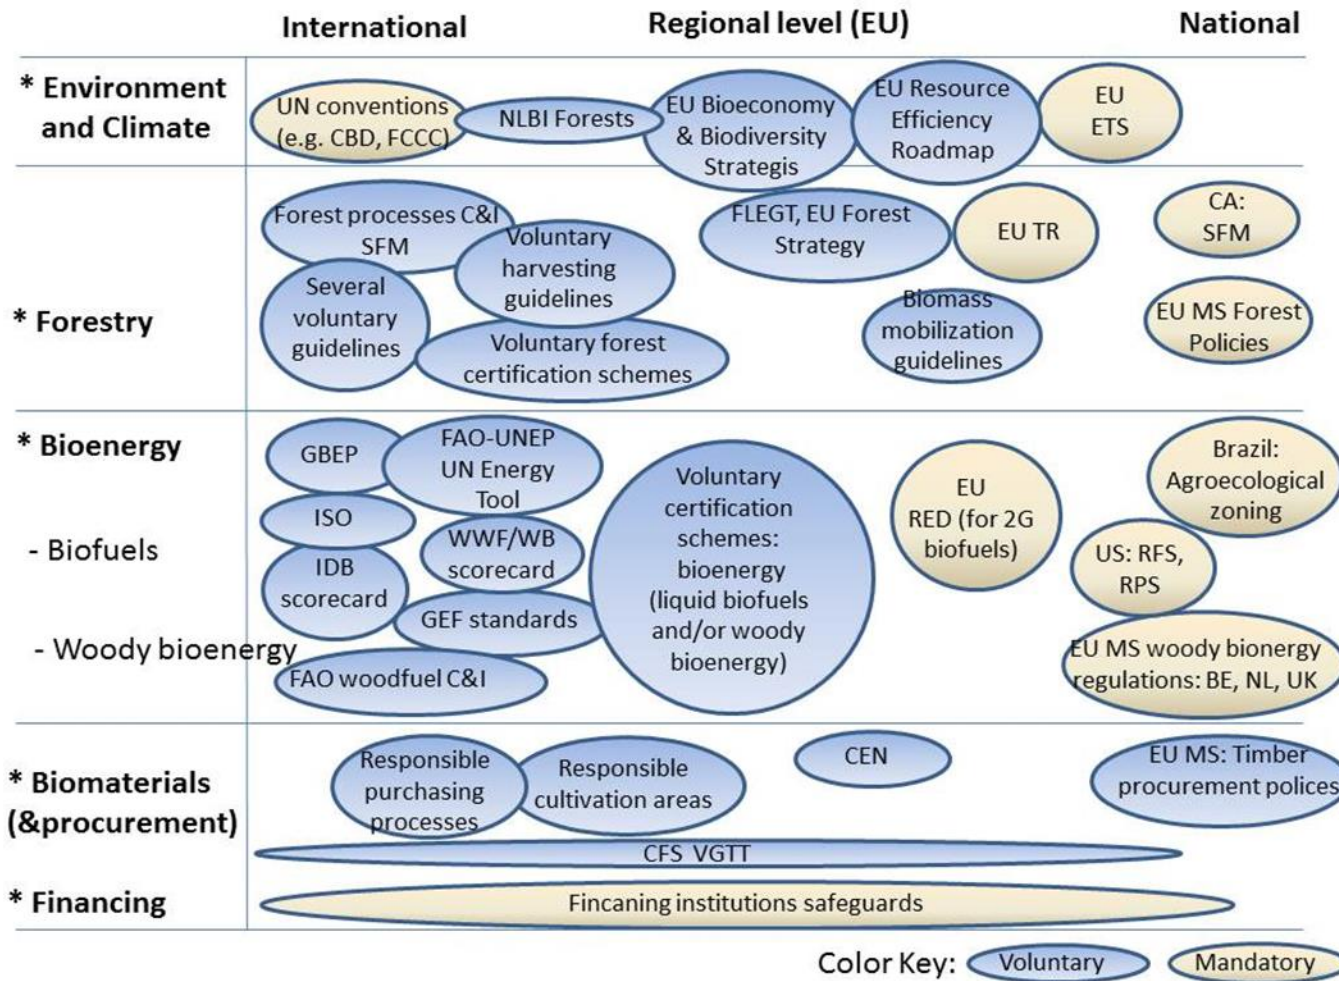 International
Regional level (EU)
National
* Environment
and Climate
UN conventions
(e.g. CBD, FCCC)
NLBI Forests
EU Bioeconomy
& Biodiversity
Strategis
EU Resource
Efficiency
Roadmap
EU
ETS
* Forestry
Forest processes C&I
SFM
Voluntary
harvesting
guidelines
Several
voluntary
guidelines
Voluntary forest
certification schemes
FLEGT, EU Forest
Strategy
EU TR
Biomass
mobilization
guidelines
CA:
SFM
EU MS Forest
Policies
* Bioenergy
- Biofuels
- Woody bioenergy
GBEP
FAO-UNEP
UN Energy
Tool
ISO
WWF/WB
scorecard
IDB
scorecard
GEF standards
FAO woodfuel C&I
Voluntary
certification
schemes:
bioenergy
(liquid biofuels
and/or woody
bioenergy)
EU
RED (for 2G
biofuels)
Brazil:
Agroecological
zoning
US: RFS,
RPS
EU MS woody bionergy
regulations: BE, NL, UK
* Biomaterials
(&procurement)
Responsible
purchasing
processes
Responsible
cultivation areas
CEN
EU MS: Timber
procurement polices
CFS VGTT
* Financing
Fincaning institutions safeguards
Color Key:
Voluntary
Mandatory